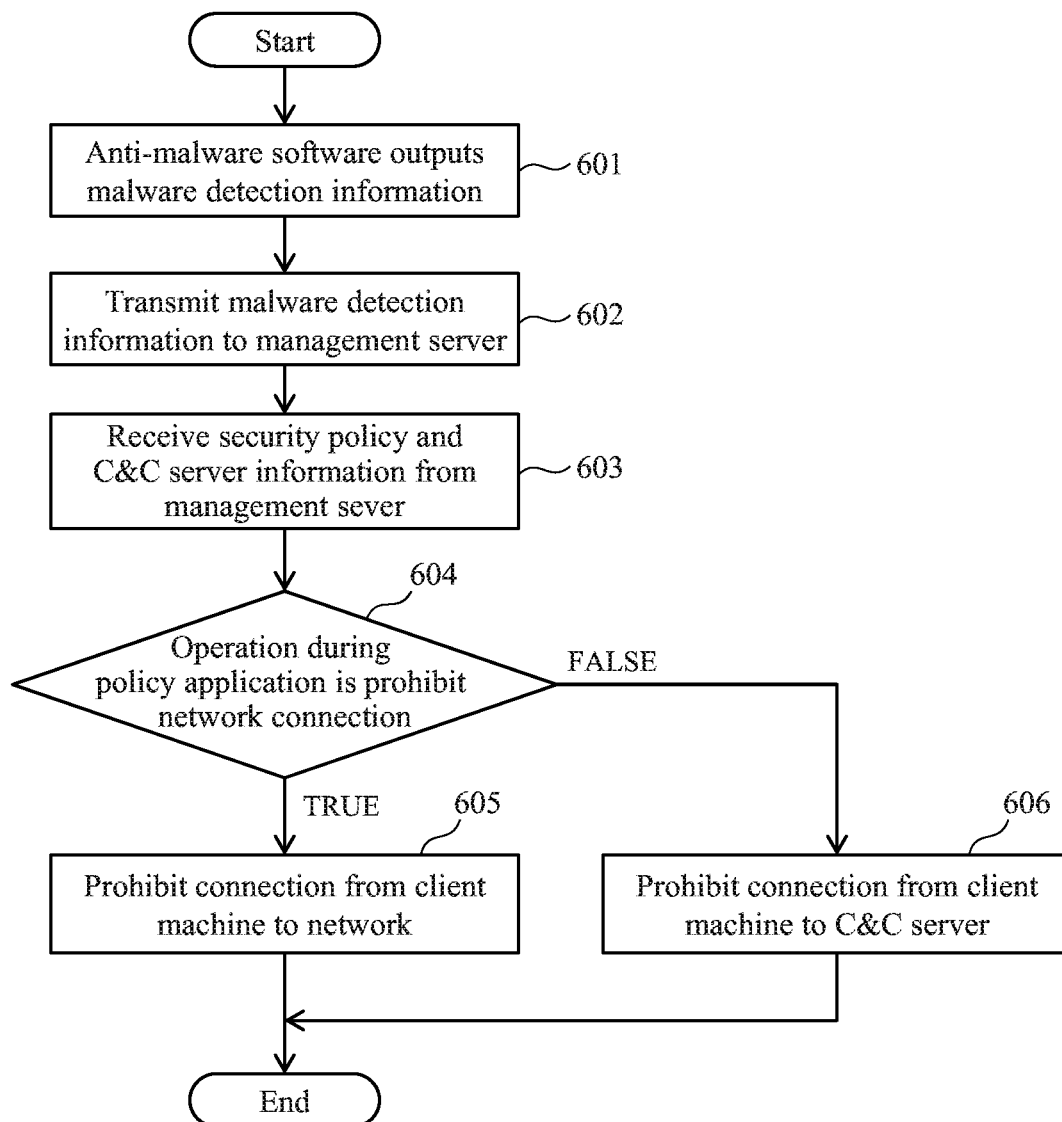 Start
Anti-malware software outputs
malware detection information
601
Transmit malware detection
information to management server
602
Receive security policy and
C&C server information from
management sever
603
604
Operation during
policy application is prohibit
network connection
FALSE
TRUE
605
Prohibit connection from client
machine to network
606
Prohibit connection from client
machine to C&C server
End